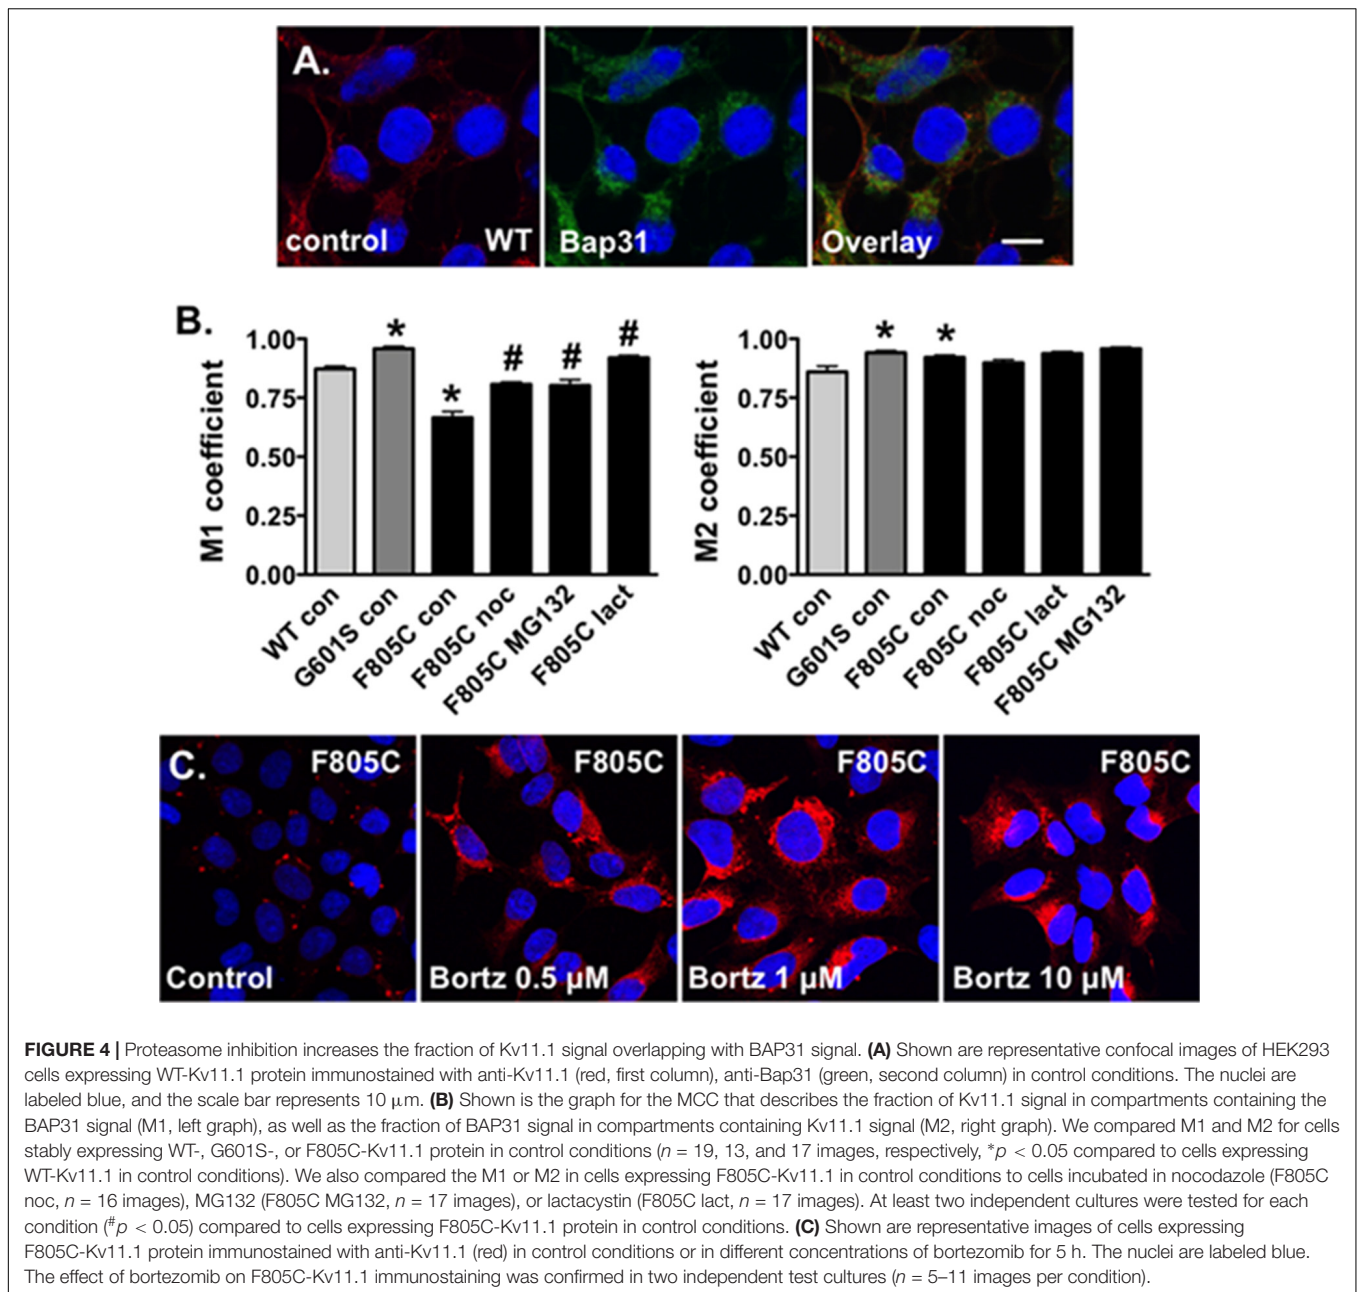 A.
control WT
Bap31
Overlay
B.
M1 coefficient
1.00
0.75
0.50
0.25
0.00
* * # # #
WT con
G601S con
F805C con
F805C noc
F805C MG132
F805C lact
M2 coefficient
1.00
0.75
0.50
0.25
0.00
* *
WT con
G601S con
F805C con
F805C noc
F805C lact
F805C MG132
C.
F805C
Control
F805C
Bortz 0.5 µM
F805C
Bortz 1 µM
F805C
Bortz 10 µM
FIGURE 4 | Proteasome inhibition increases the fraction of Kv11.1 signal overlapping with BAP31 signal. (A) Shown are representative confocal images of HEK293
cells expressing WT-Kv11.1 protein immunostained with anti-Kv11.1 (red, first column), anti-Bap31 (green, second column) in control conditions. The nuclei are
labeled blue, and the scale bar represents 10 µm. (B) Shown is the graph for the MCC that describes the fraction of Kv11.1 signal in compartments containing the
BAP31 signal (M1, left graph), as well as the fraction of BAP31 signal in compartments containing Kv11.1 signal (M2, right graph). We compared M1 and M2 for cells
stably expressing WT-, G601S-, or F805C-Kv11.1 protein in control conditions (n = 19, 13, and 17 images, respectively, *p < 0.05 compared to cells expressing
WT-Kv11.1 in control conditions). We also compared the M1 or M2 in cells expressing F805C-Kv11.1 in control conditions to cells incubated in nocodazole (F805C
noc, n = 16 images), MG132 (F805C MG132, n = 17 images), or lactacystin (F805C lact, n = 17 images). At least two independent cultures were tested for each
condition (#p < 0.05) compared to cells expressing F805C-Kv11.1 protein in control conditions. (C) Shown are representative images of cells expressing
F805C-Kv11.1 protein immunostained with anti-Kv11.1 (red) in control conditions or in different concentrations of bortezomib for 5 h. The nuclei are labeled blue.
The effect of bortezomib on F805C-Kv11.1 immunostaining was confirmed in two independent test cultures (n = 5–11 images per condition).